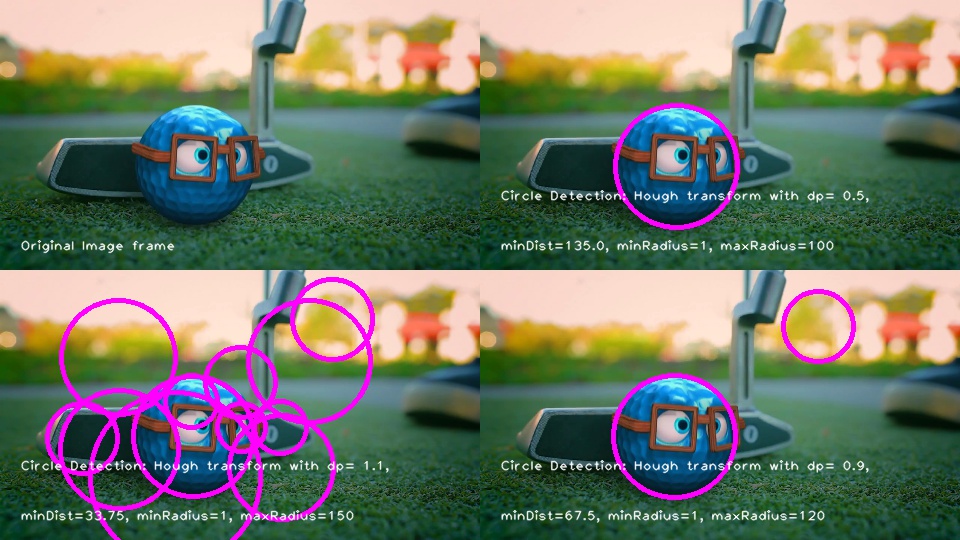 Original Image frame
Circle Detection: Hough transform with dp= 0.5,
minDist=135.0, minRadius=1, maxRadius=100
Circle Detection: Hough transform with dp= 1.1,
minDist=33.75, minRadius=1, maxRadius=150
Circle Detection: Hough transform with dp= 0.9,
minDist=67.5, minRadius=1, maxRadius=120